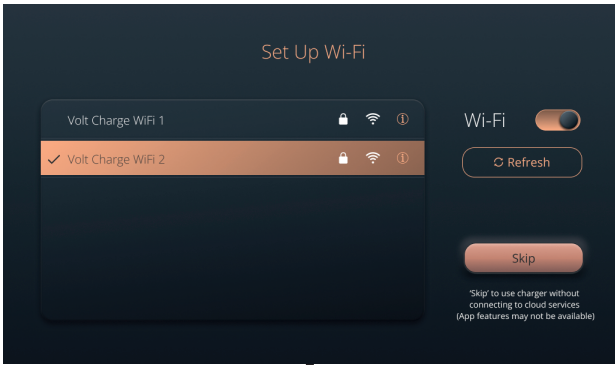 Set Up Wi-Fi
Volt Charge WiFi 1
Volt Charge WiFi 2
Wi-Fi
Refresh
Skip
‘Skip’ to use charger without
connecting to cloud services
(App features may not be available)